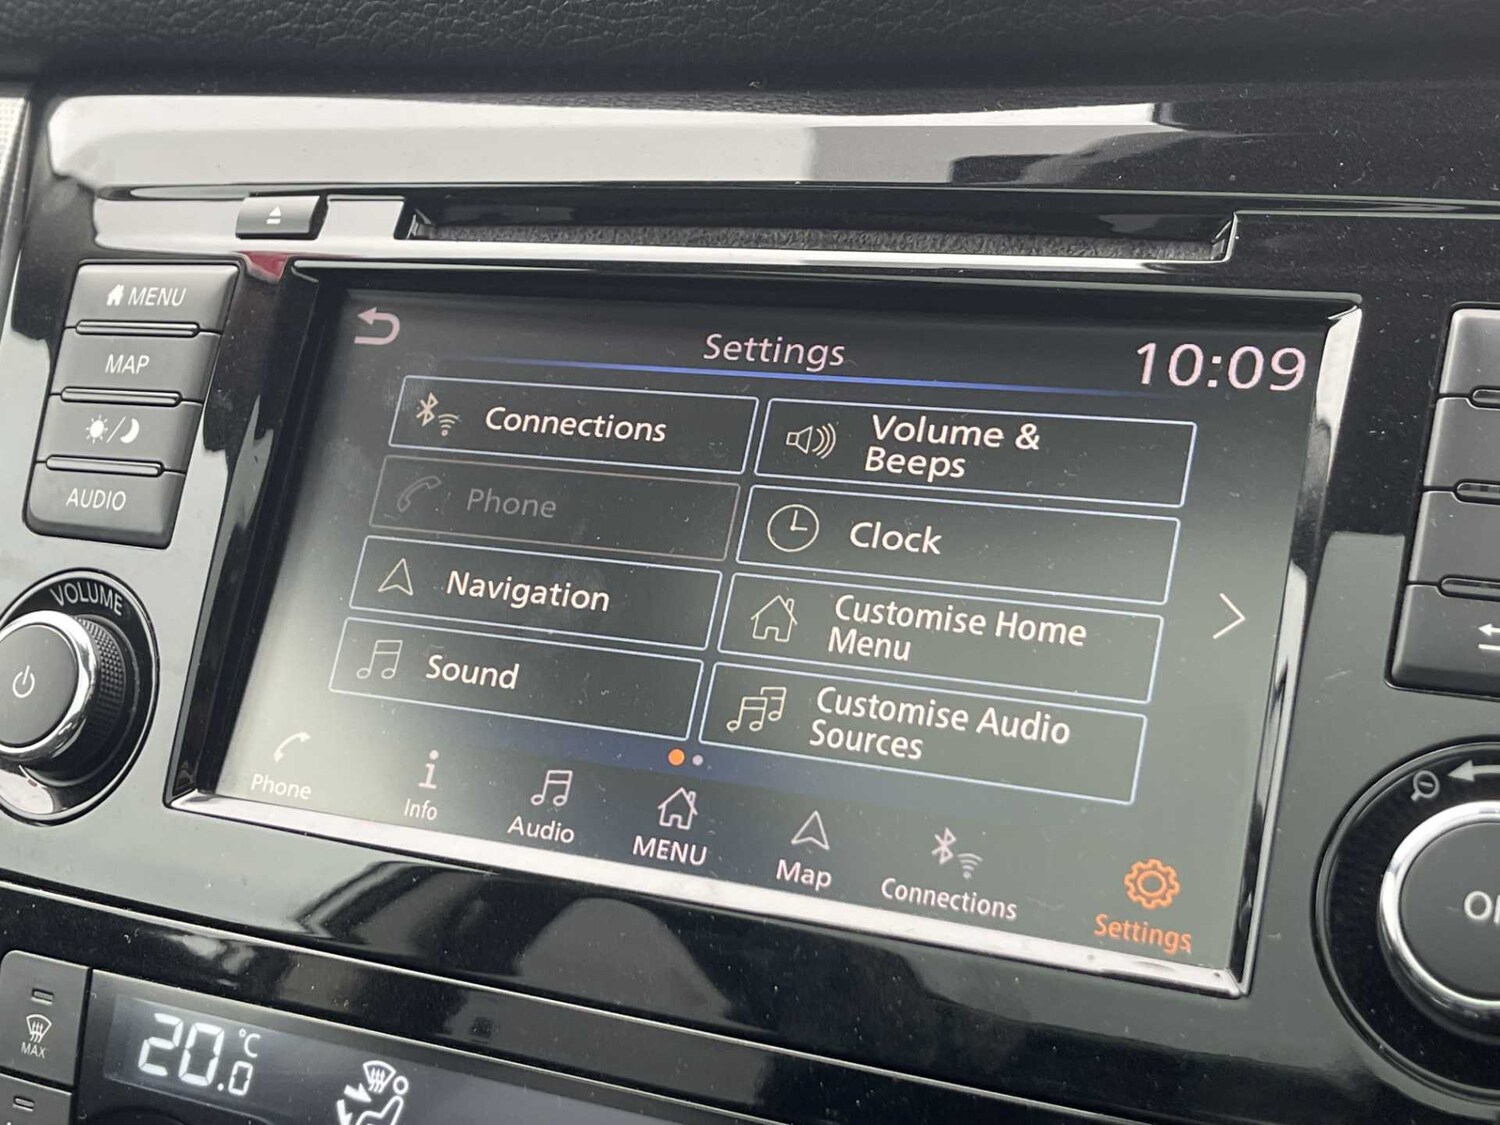 MENU
MAP
AUDIO
VOLUME
Settings
10:09
Connections
Volume &
Beeps
Phone
Clock
Navigation
Customise Home
Menu
Sound
Customise Audio
Sources
Phone
Info
Audio
MENU
Map
Connections
Settings
MAX
20.0°C